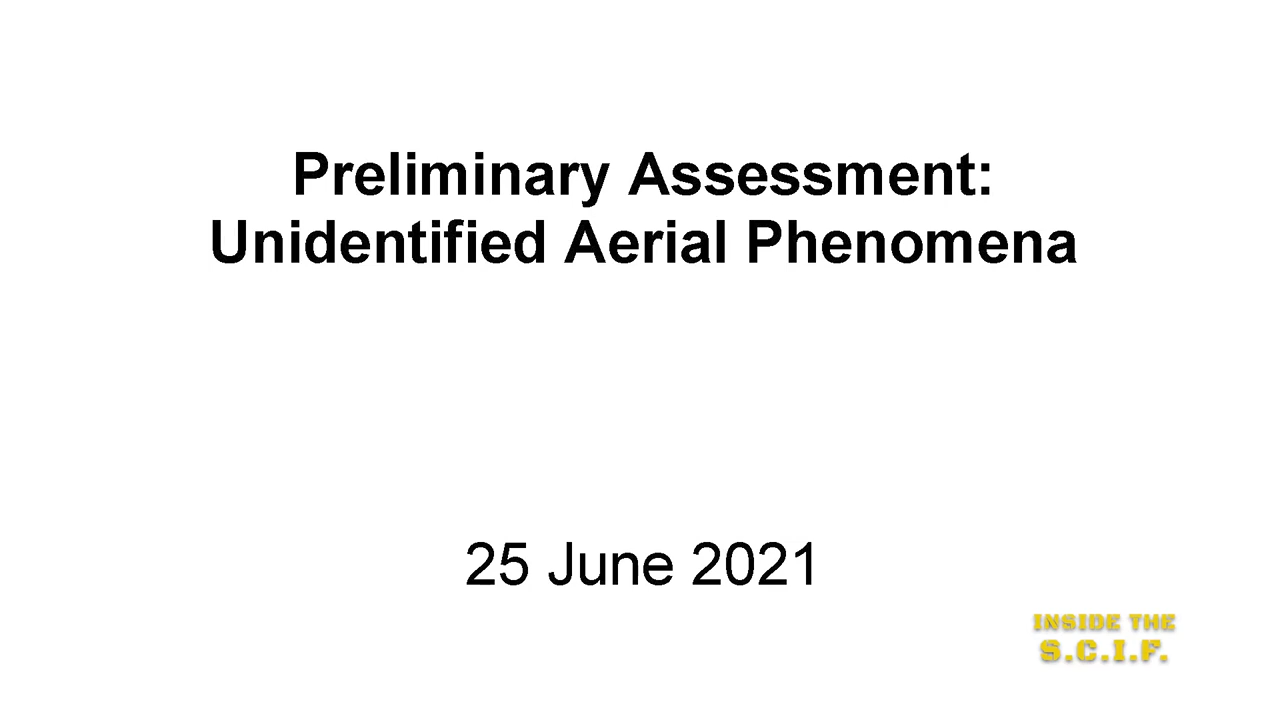 Preliminary Assessment:
Unidentified Aerial Phenomena
25 June 2021
INSIDE THE
S.C.I.F.